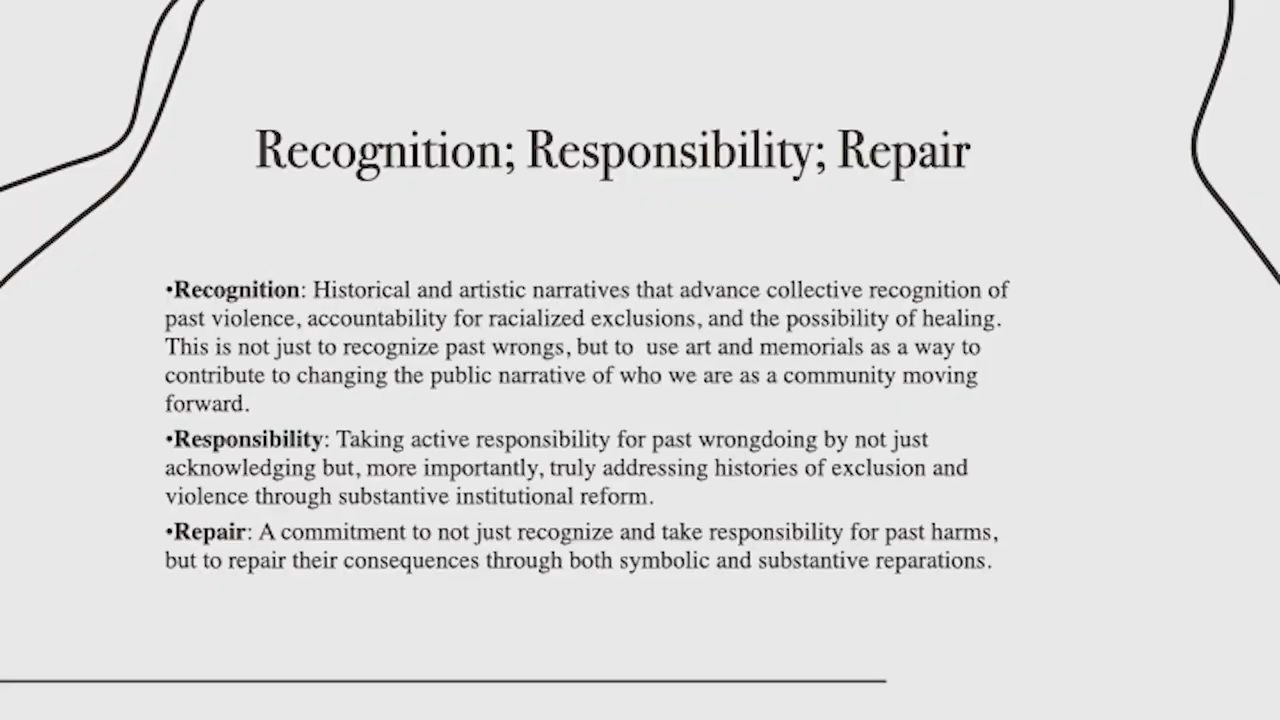 Recognition; Responsibility; Repair
•Recognition: Historical and artistic narratives that advance collective recognition of
past violence, accountability for racialized exclusions, and the possibility of healing.
This is not just to recognize past wrongs, but to  use art and memorials as a way to
contribute to changing the public narrative of who we are as a community moving
forward.
•Responsibility: Taking active responsibility for past wrongdoing by not just
acknowledging but, more importantly, truly addressing histories of exclusion and
violence through substantive institutional reform.
•Repair: A commitment to not just recognize and take responsibility for past harms,
but to repair their consequences through both symbolic and substantive reparations.